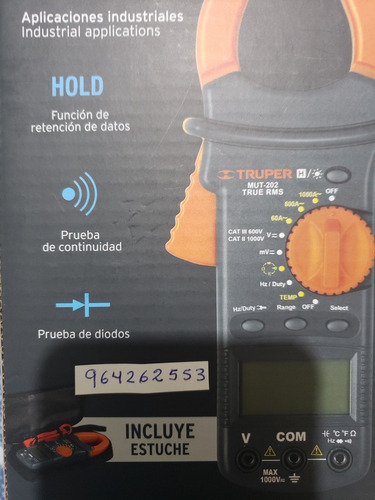 Aplicaciones industriales
Industrial applications
HOLD
Función de
retención de datos
Prueba
de continuidad
Prueba de diodos
964262553
INCLUYE
ESTUCHE
TRUPER H/
MUT-202
TRUE RMS
OFF
1000A~
600A~
60A~
CAT III 600V
CAT II 1000V
V
mV
Hz / Duty
TEMP
OFF
Hz/Duty
Range
Select
V
COM
°C °F Ω
Hz
MAX
1000V